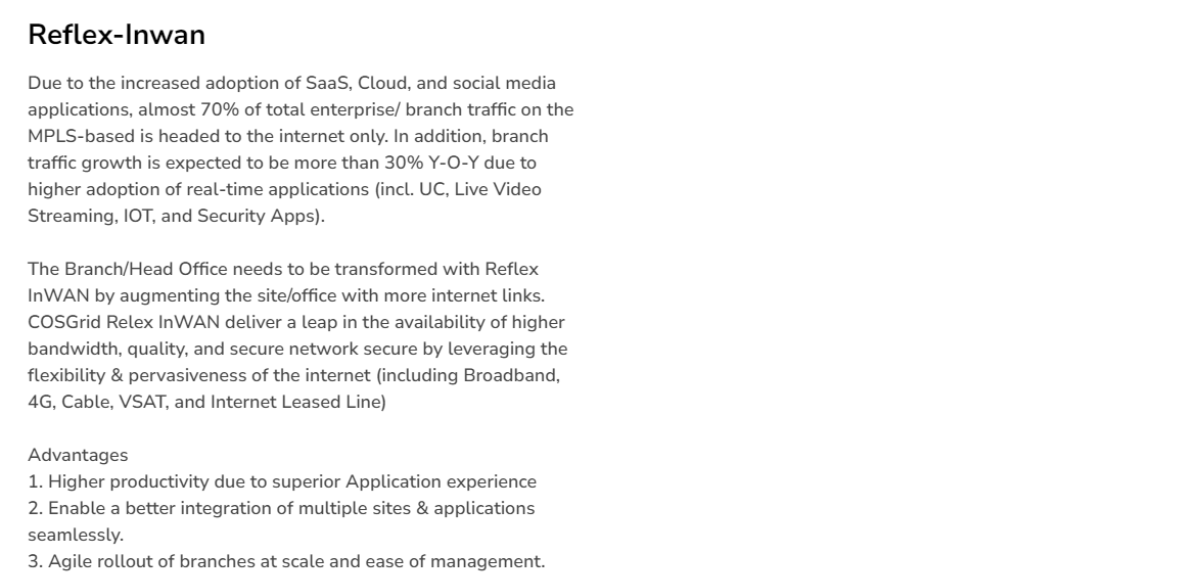 Reflex-Inwan
Due to the increased adoption of SaaS, Cloud, and social media
applications, almost 70% of total enterprise/ branch traffic on the
MPLS-based is headed to the internet only. In addition, branch
traffic growth is expected to be more than 30% Y-O-Y due to
higher adoption of real-time applications (incl. UC, Live Video
Streaming, IOT, and Security Apps).
The Branch/Head Office needs to be transformed with Reflex
InWAN by augmenting the site/office with more internet links.
COSGrid Relex InWAN deliver a leap in the availability of higher
bandwidth, quality, and secure network secure by leveraging the
flexibility & pervasiveness of the internet (including Broadband,
4G, Cable, VSAT, and Internet Leased Line)
Advantages
1. Higher productivity due to superior Application experience
2. Enable a better integration of multiple sites & applications
seamlessly.
3. Agile rollout of branches at scale and ease of management.